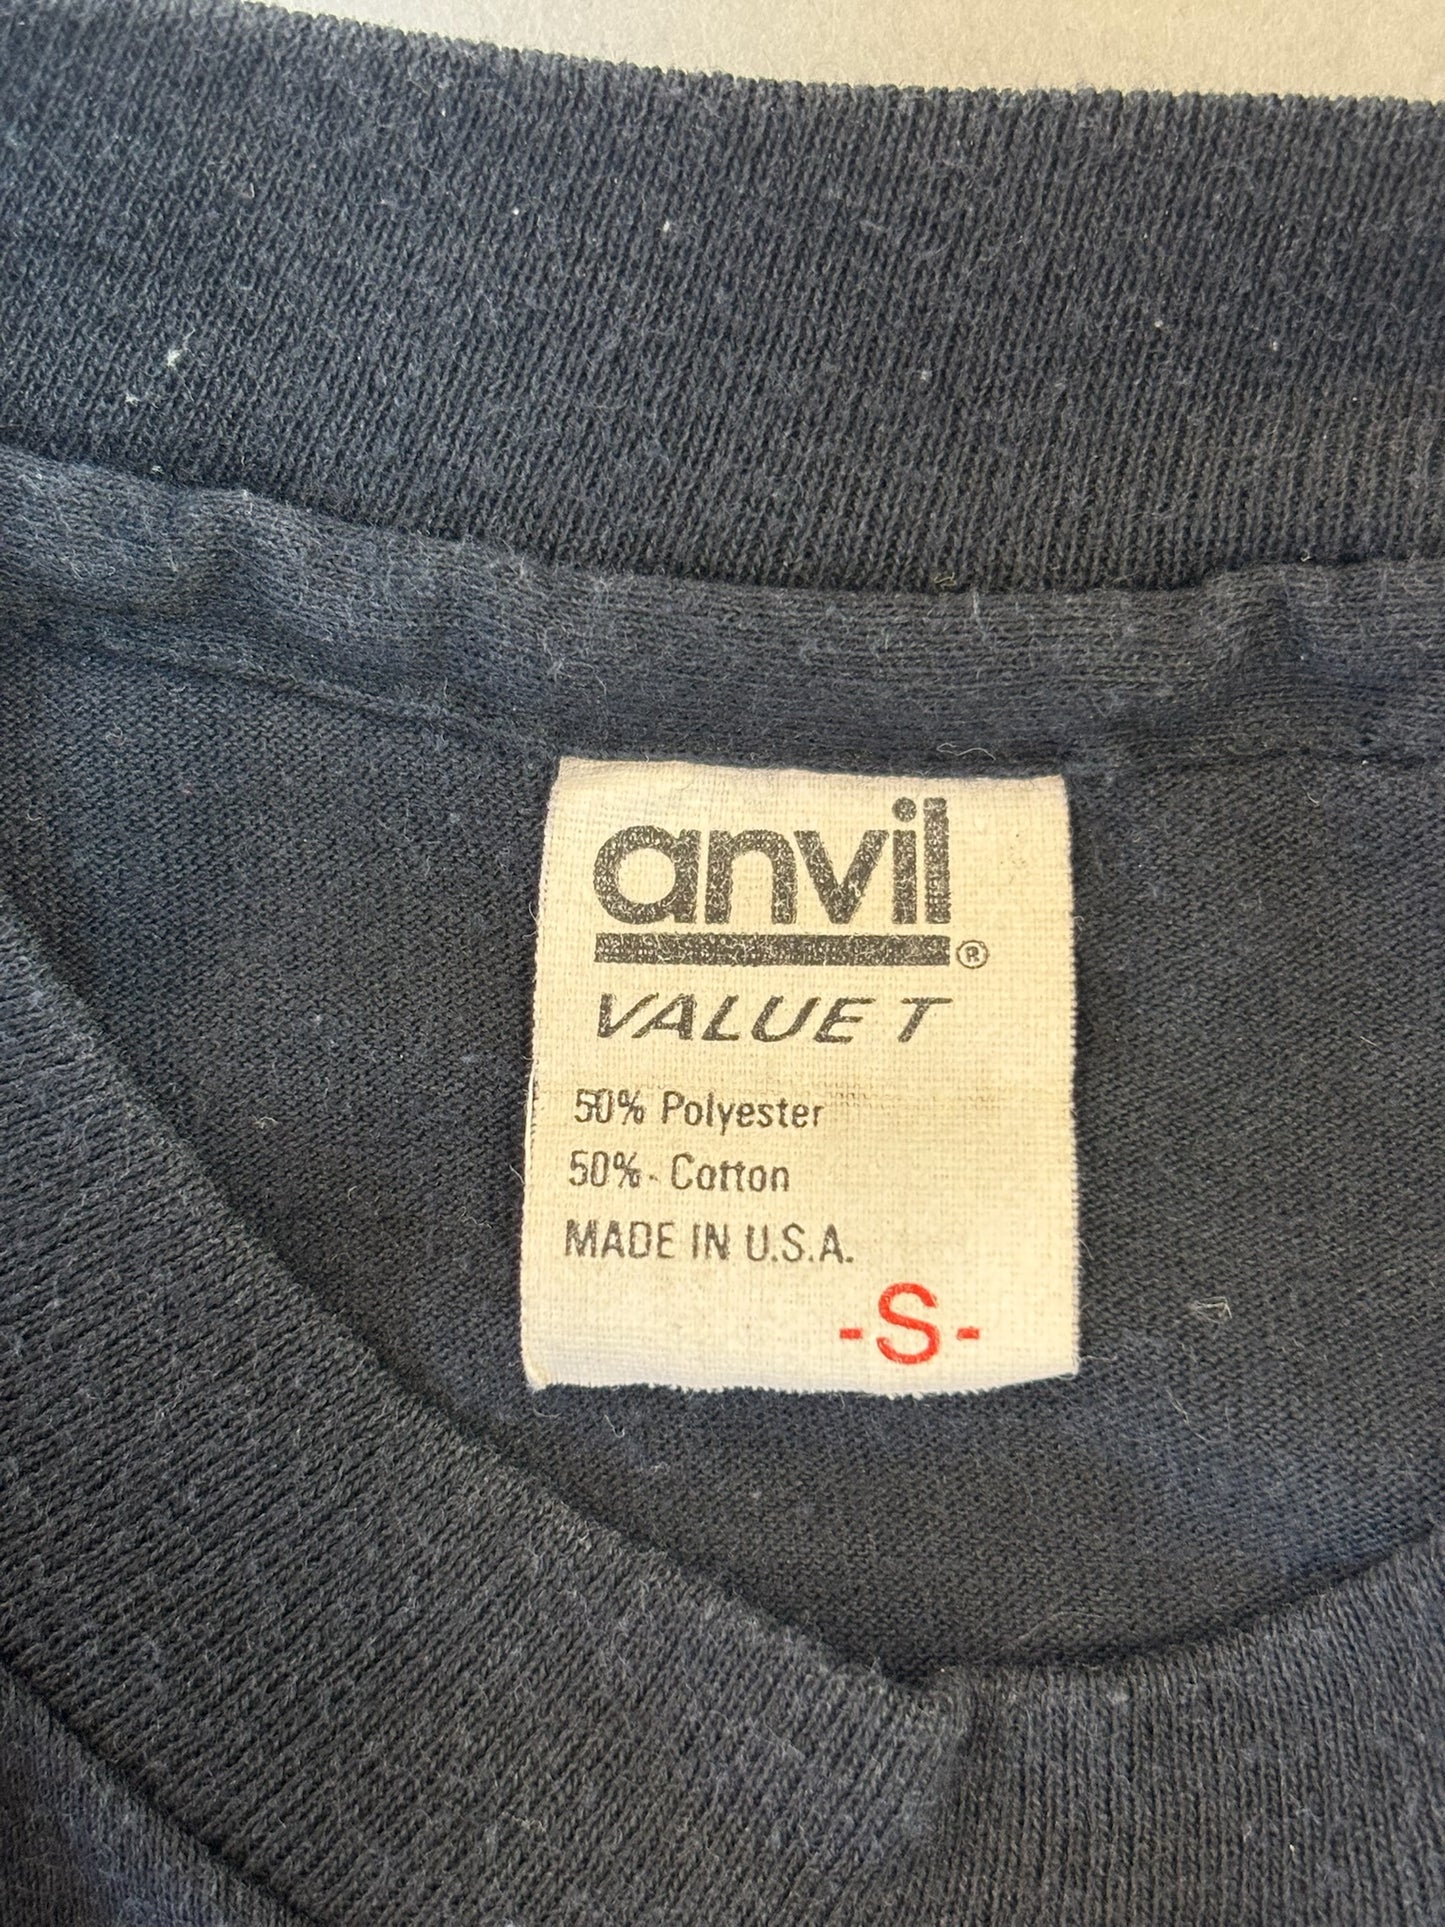 anvil®
VALUE T
50% Polyester
50% Cotton
MADE IN U.S.A.
-S-